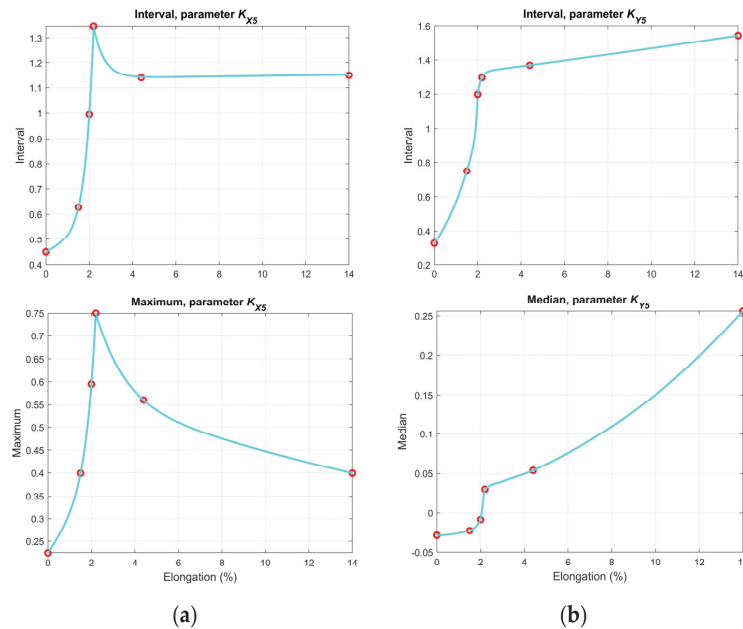 Interval, parameter K_X5
Interval
1.3
1.2
1.1
1
0.9
0.8
0.7
0.6
0.5
0.4
0 2 4 6 8 10 12 14
Interval, parameter K_Y5
Interval
1.6
1.4
1.2
1
0.8
0.6
0.4
0.2
0 2 4 6 8 10 12 14
Maximum, parameter K_X5
Maximum
0.75
0.7
0.65
0.6
0.55
0.5
0.45
0.4
0.35
0.3
0.25
0 2 4 6 8 10 12 14
Elongation (%)
Median, parameter K_Y5
Median
0.25
0.2
0.15
0.1
0.05
0
-0.05
0 2 4 6 8 10 12 14
Elongation (%)
(a)
(b)